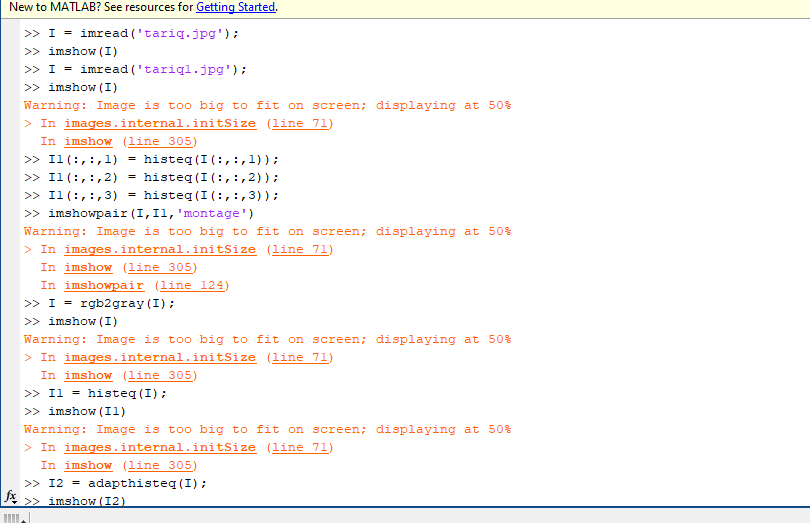 New to MATLAB? See resources for Getting Started.
>> I = imread('tariq.jpg');
>> imshow(I)
>> I = imread('tariq1.jpg');
>> imshow(I)
Warning: Image is too big to fit on screen; displaying at 50%
> In images.internal.initSize (line 71)
In imshow (line 305)
>> I1(:,:,1) = histeq(I(:,:,1));
>> I1(:,:,2) = histeq(I(:,:,2));
>> I1(:,:,3) = histeq(I(:,:,3));
>> imshowpair(I,I1,'montage')
Warning: Image is too big to fit on screen; displaying at 50%
> In images.internal.initSize (line 71)
In imshow (line 305)
In imshowpair (line 124)
>> I = rgb2gray(I);
>> imshow(I)
Warning: Image is too big to fit on screen; displaying at 50%
> In images.internal.initSize (line 71)
In imshow (line 305)
>> I1 = histeq(I);
>> imshow(I1)
Warning: Image is too big to fit on screen; displaying at 50%
> In images.internal.initSize (line 71)
In imshow (line 305)
>> I2 = adapthisteq(I);
fx >> imshow(I2)